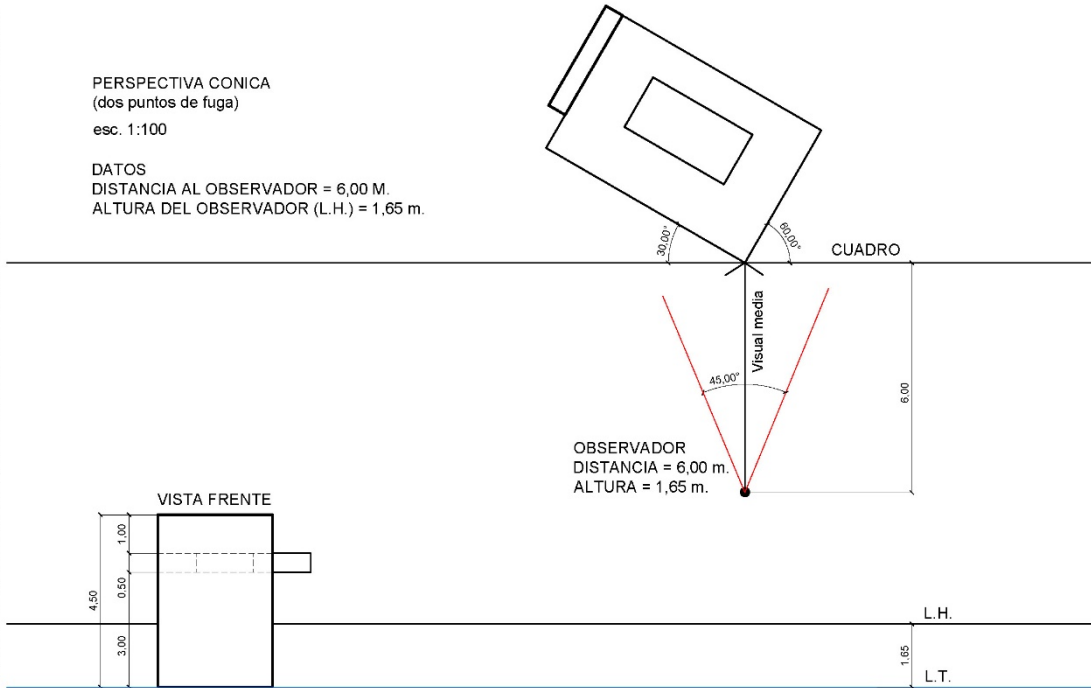 PERSPECTIVA CONICA
(dos puntos de fuga)
esc. 1:100
DATOS
DISTANCIA AL OBSERVADOR = 6,00 M.
ALTURA DEL OBSERVADOR (L.H.) = 1,65 m.
30,00°
60,00°
CUADRO
Visual media
45,00°
6.00
OBSERVADOR
DISTANCIA = 6,00 m.
ALTURA = 1,65 m.
VISTA FRENTE
1,00
0,50
4,50
3,00
L.H.
1.65
L.T.